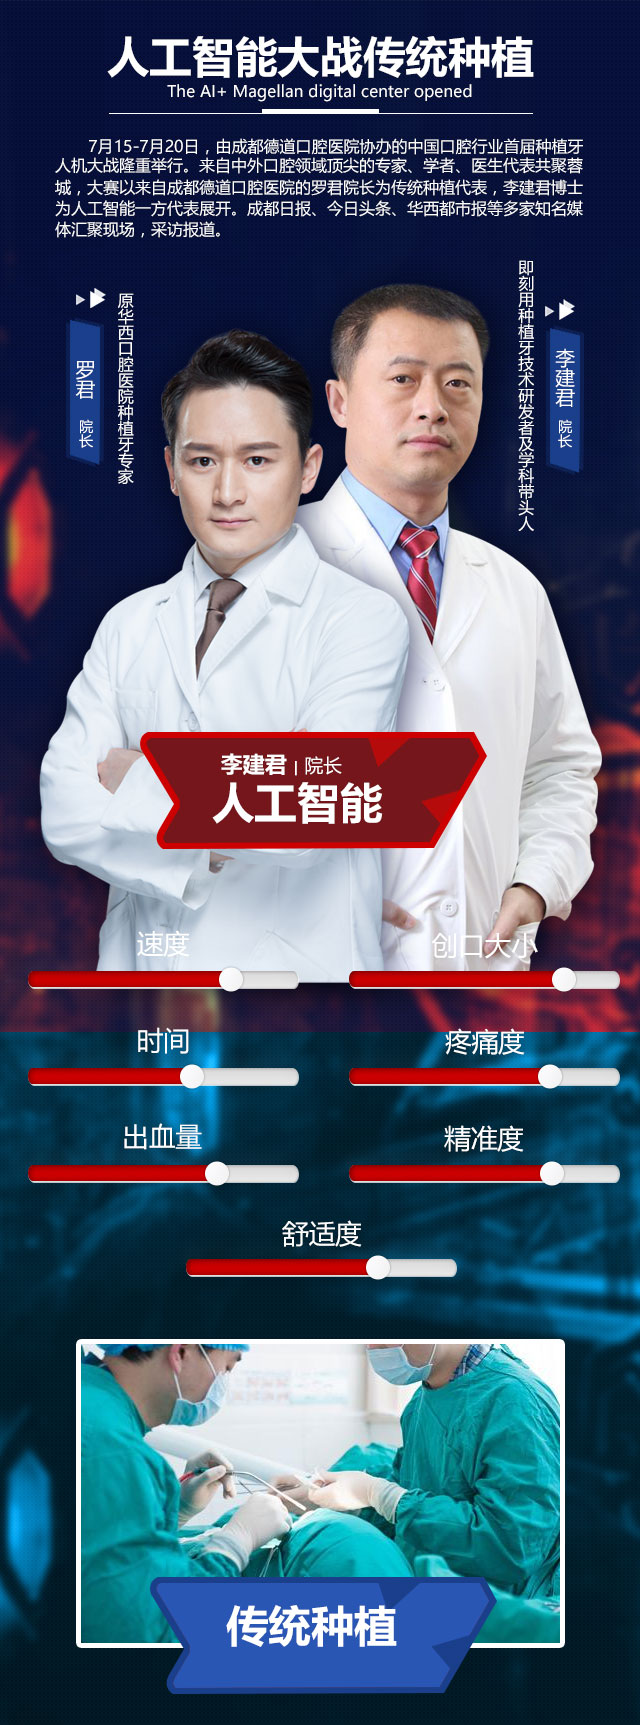 人工智能大战传统种植
The AI+ Magellan digital center opened
7月15-7月20日，由成都德道口腔医院协办的中国口腔行业首届种植牙
人机大战隆重举行。来自中外口腔领域顶尖的专家、学者、医生代表共聚蓉
城，大赛以来自成都德道口腔医院的罗君院长为传统种植代表，李建君博士
为人工智能一方代表展开。成都日报、今日头条、华西都市报等多家知名媒
体汇聚现场，采访报道。
罗君 院长
原华西口腔医院种植牙专家
即刻用种植牙技术研发者及学科带头人
李建君 院长
李建君 | 院长
人工智能
速度
创口大小
时间
疼痛度
出血量
精准度
舒适度
传统种植